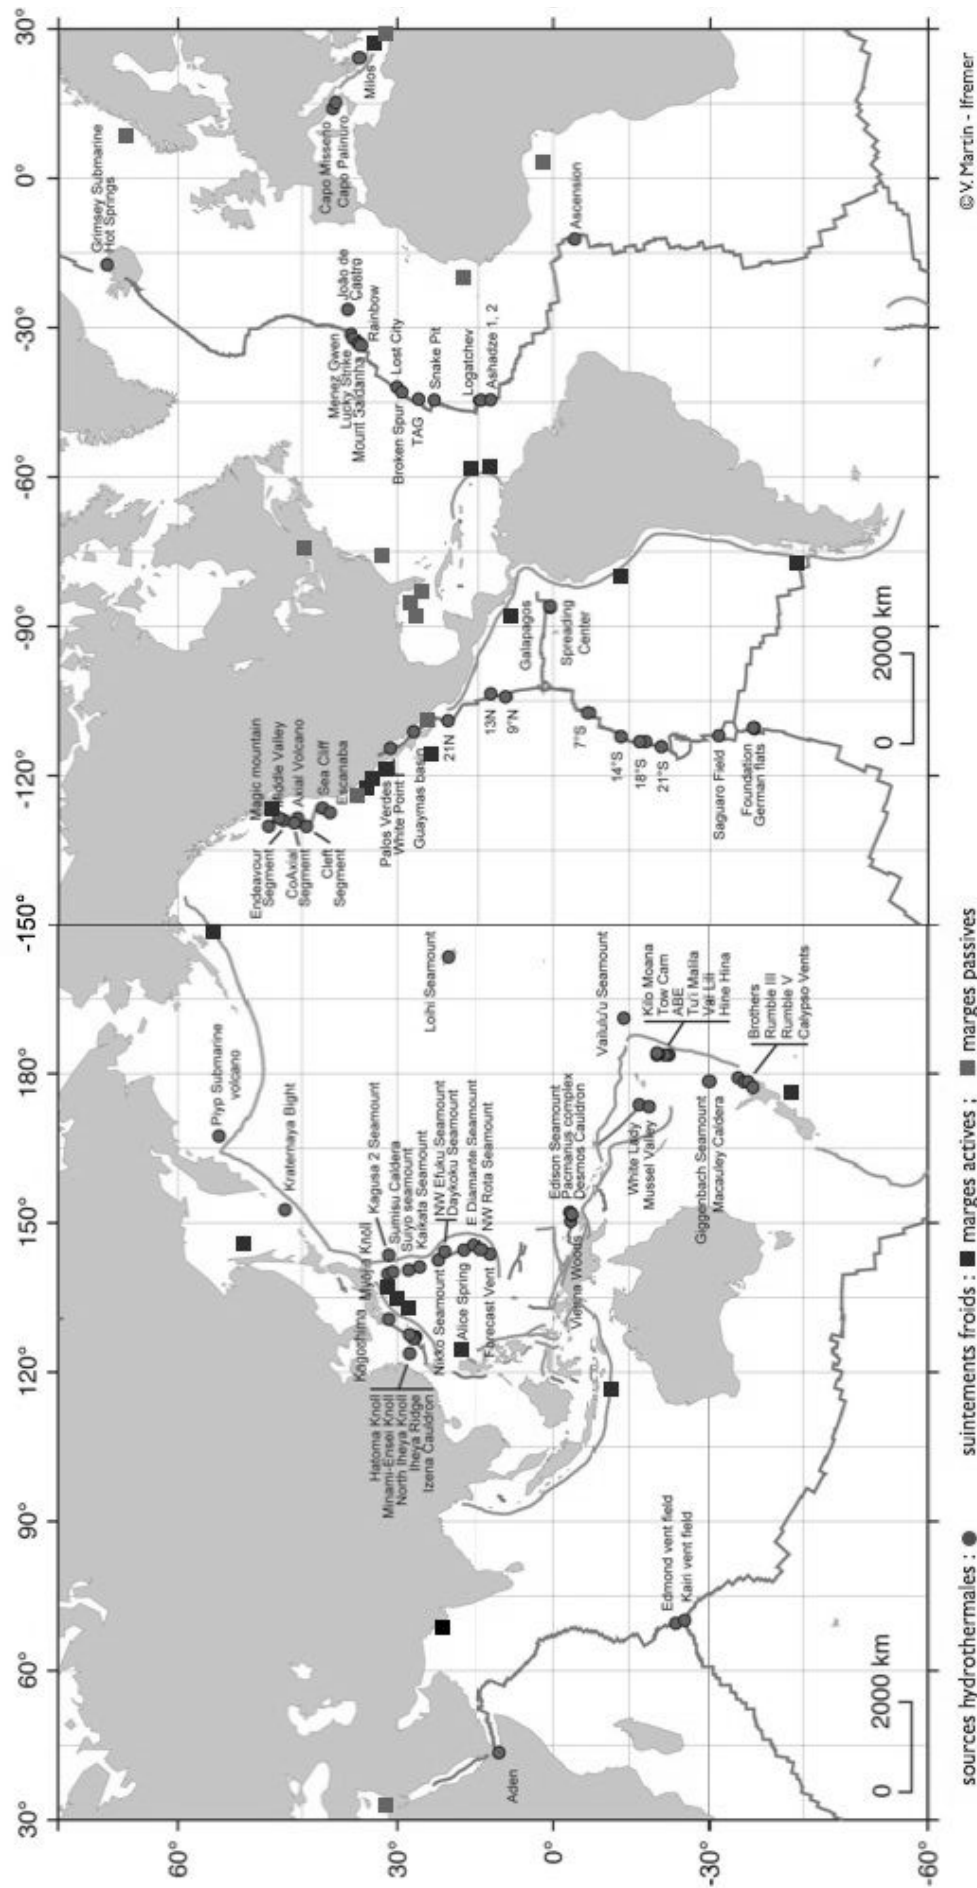 30°
60°
90°
120°
150°
180°
-150°
-120°
-90°
-60°
-30°
0°
30°
60°
30°
0°
-30°
-60°
Piyp Submarine
volcano
Kraternaya Bight
Kagoshima
Myojin Knoll
Kagusa 2 Seamount
Sumisu Caldera
Suiyo seamount
Kaikata Seamount
NW Eifuku Seamount
Daykoku Seamount
E Diamante Seamount
NW Rota Seamount
Nikko Seamount
Alice Spring
Forecast Vent
Hatoma Knoll
Minami-Ensei Knoll
North Iheya Knoll
Iheya Ridge
Izena Cauldron
Edison Seamount
Pacmanus complex
Desmos Cauldron
Vienna Woods
White Lady
Mussel Valley
Giggenbach Seamount
Macauley Caldera
Loihi Seamount
Vailulu'u Seamount
Kilo Moana
Tow Cam
ABE
Tu'i Malila
Vai Lili
Hine Hina
Brothers
Rumble III
Rumble V
Calypso Vents
Aden
Edmond vent field
Kairi vent field
0 2000 km
Endeavour
Segment
CoAxial
Segment
Cleft
Segment
Magic mountain
Middle Valley
Axial Volcano
Sea Cliff
Escanaba
Palos Verdes
White Point
Guaymas basin
21N
13N
9°N
Galapagos
Spreading
Center
7°S
14°S
18°S
21°S
Saguaro Field
Foundation
German flats
0 2000 km
Grimsey Submarine
Hot Springs
Menez Gwen
Lucky Strike
Mount Saldanha
João de
Castro
Rainbow
Broken Spur
Lost City
TAG
Snake Pit
Logatchev
Ashadze 1, 2
Ascension
Capo Misseno
Capo Palinuro
Milos
sources hydrothermales : ● suintements froids : ■ marges actives ; ■ marges passives
©V. Martin - Ifremer